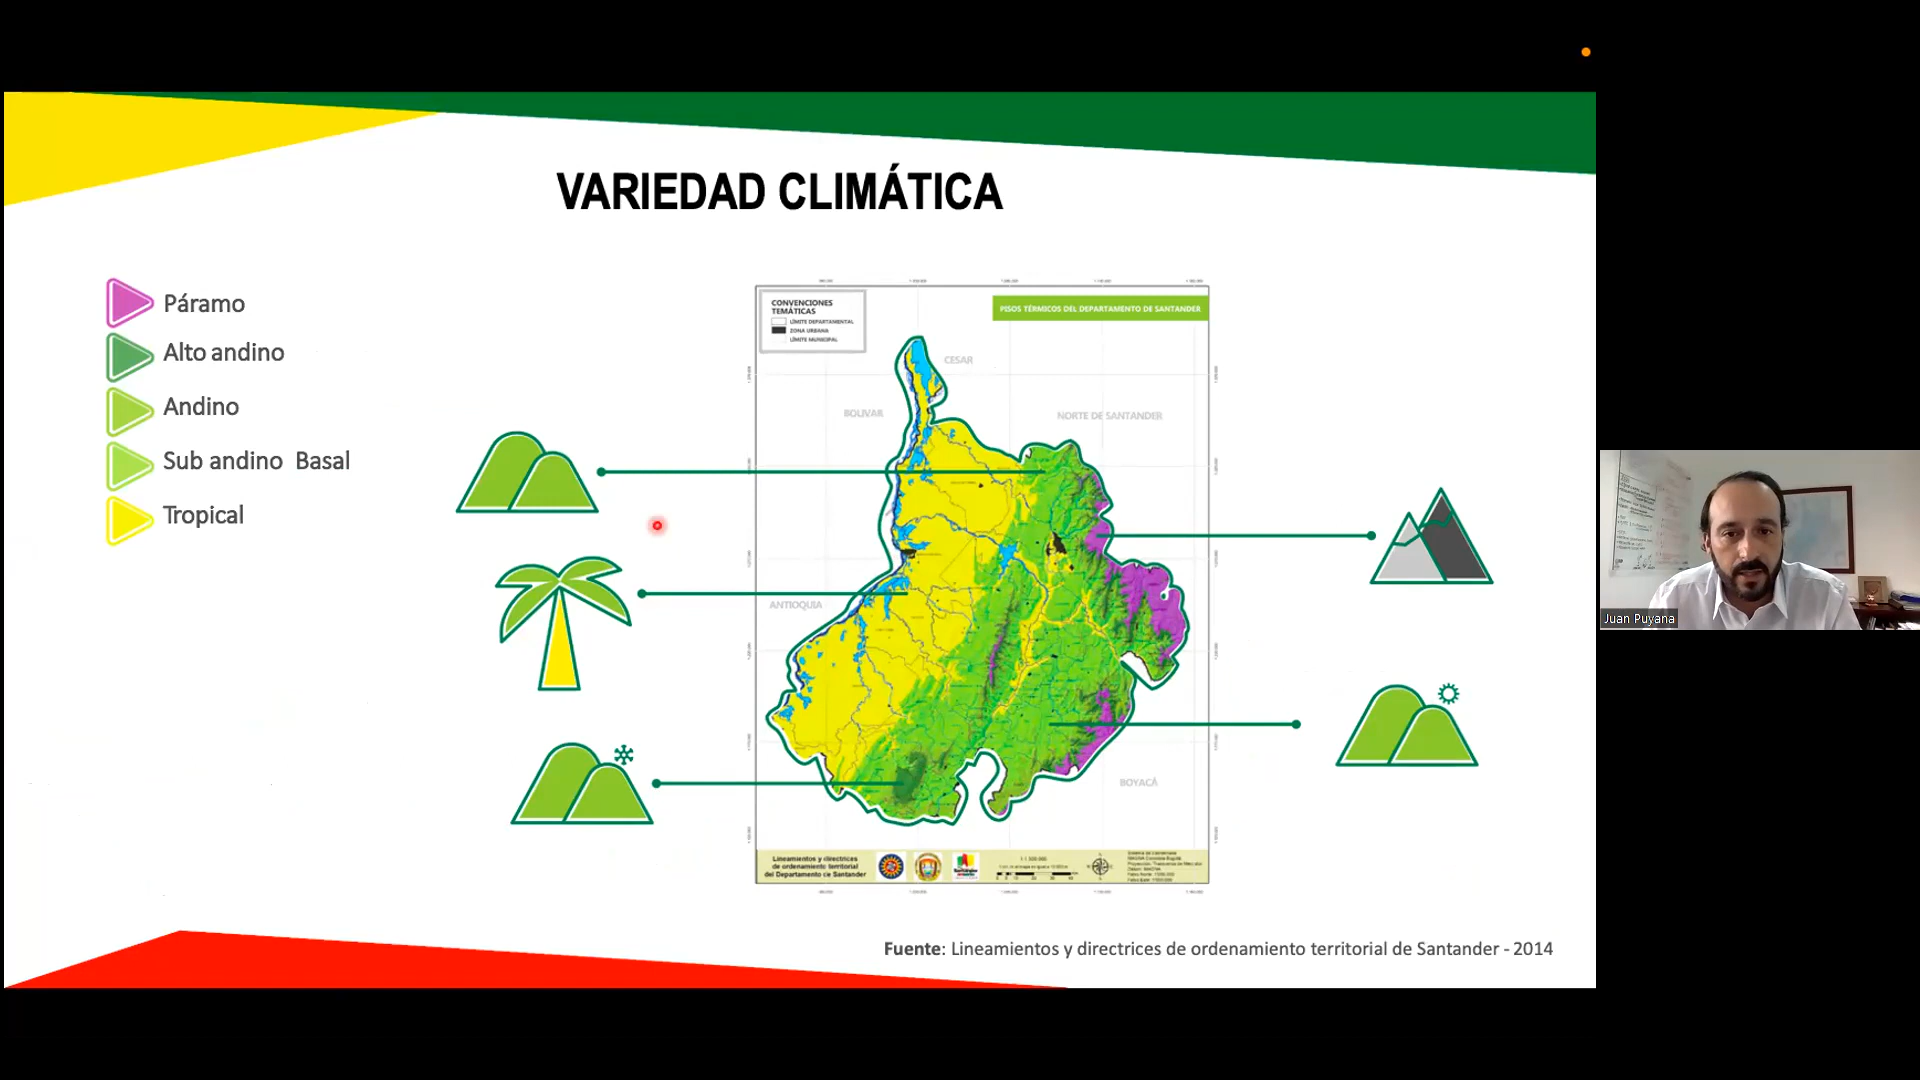 VARIEDAD CLIMÁTICA
Páramo
Alto andino
Andino
Sub andino Basal
Tropical
CONVENCIONES
TEMÁTICAS
LÍMITE DEPARTAMENTAL
ZONA URBANA
LÍMITE MUNICIPAL
PISOS TÉRMICOS DEL DEPARTAMENTO DE SANTANDER
CESAR
BOLIVAR
NORTE DE SANTANDER
ANTIOQUIA
BOYACÁ
Lineamientos y directrices
de ordenamiento territorial
del Departamento de Santander
Fuente: Lineamientos y directrices de ordenamiento territorial de Santander - 2014
Juan Puyana